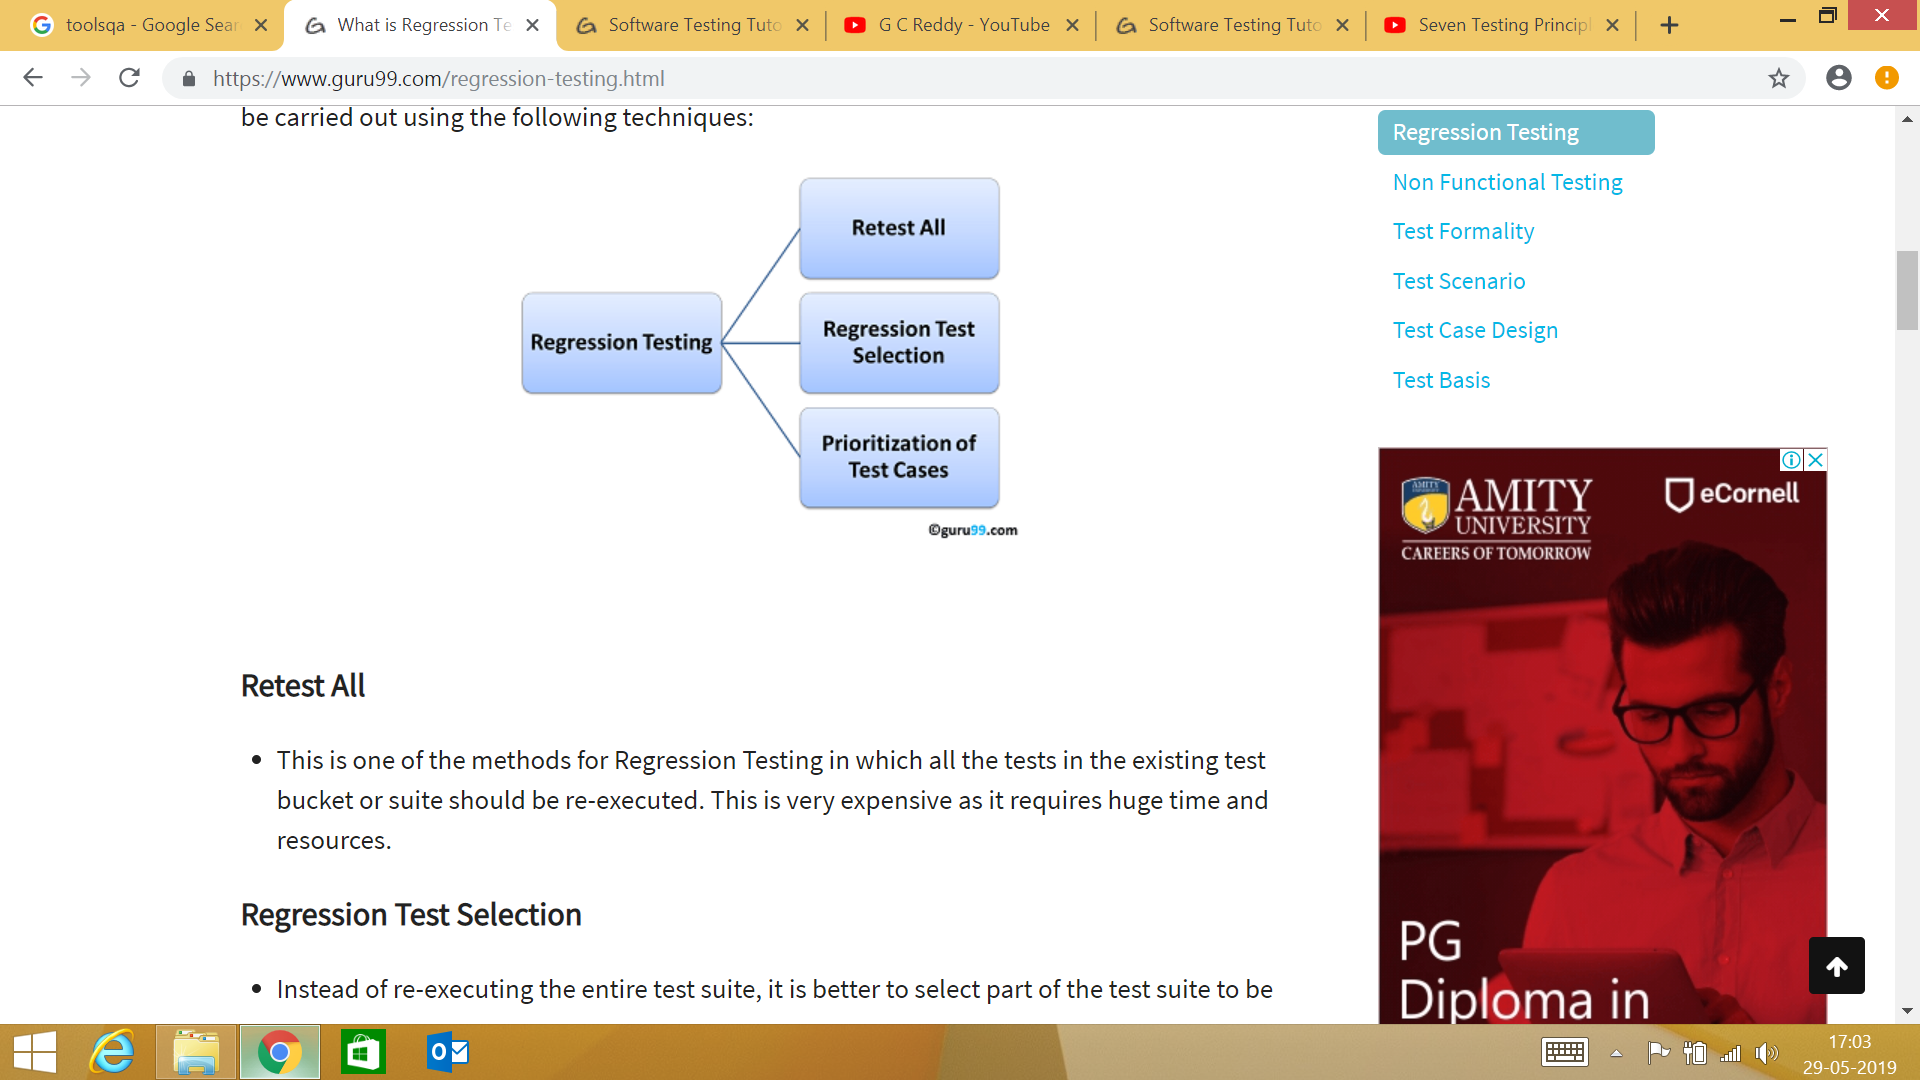 toolsqa - Google Sear
What is Regression Te
Software Testing Tuto
G C Reddy - YouTube
Software Testing Tuto
Seven Testing Principl
https://www.guru99.com/regression-testing.html
be carried out using the following techniques:
Retest All
Regression Testing
Regression Test
Selection
Prioritization of
Test Cases
©guru99.com
Retest All
This is one of the methods for Regression Testing in which all the tests in the existing test
bucket or suite should be re-executed. This is very expensive as it requires huge time and
resources.
Regression Test Selection
Instead of re-executing the entire test suite, it is better to select part of the test suite to be
Regression Testing
Non Functional Testing
Test Formality
Test Scenario
Test Case Design
Test Basis
AMITY
AMITY
UNIVERSITY
CAREERS OF TOMORROW
eCornell
PG
Diploma in
17:03
29-05-2019